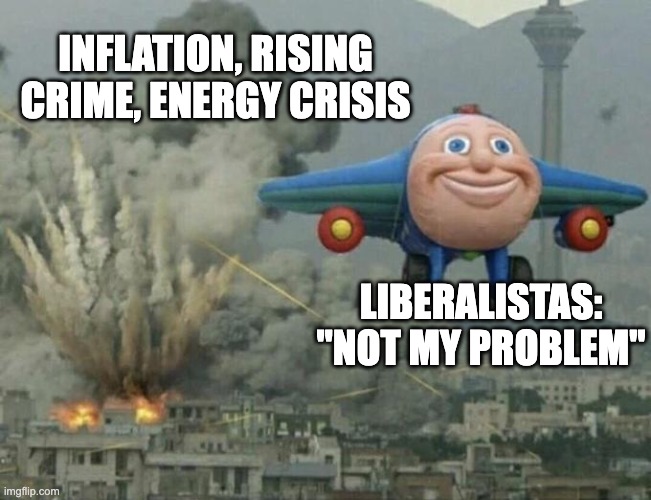 INFLATION, RISING
CRIME, ENERGY CRISIS
LIBERALISTAS:
"NOT MY PROBLEM"
imgflip.com